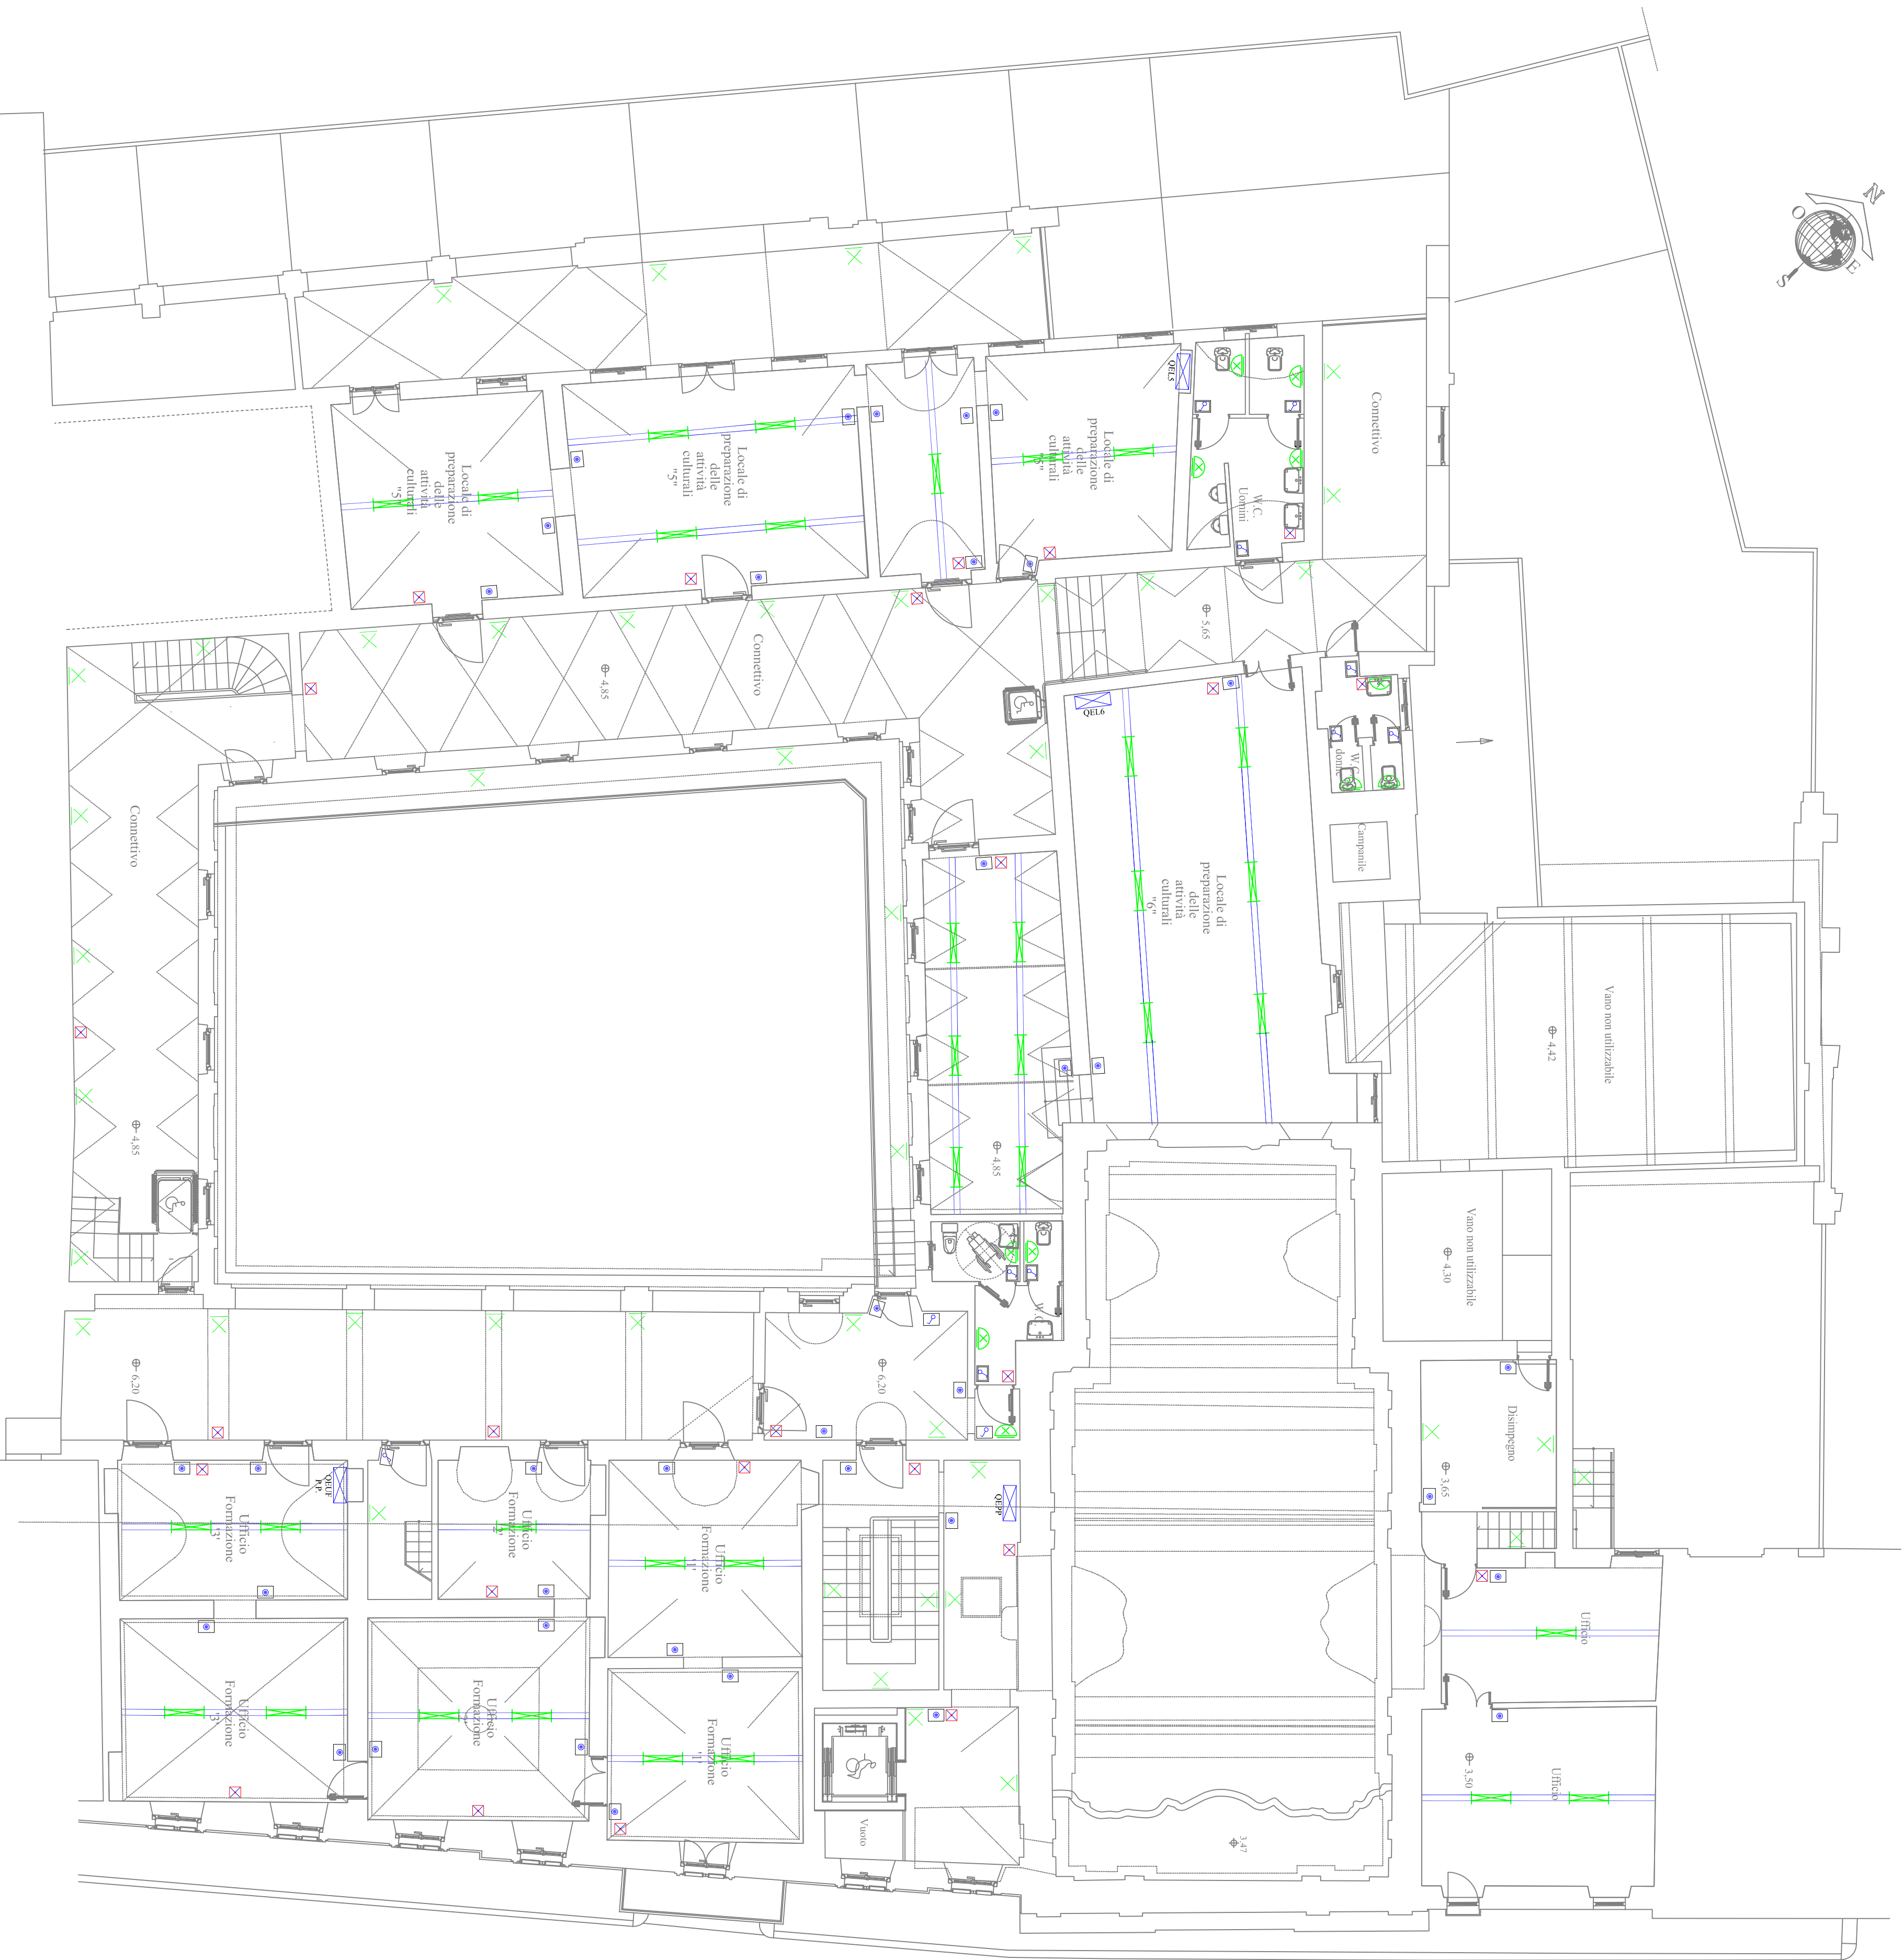 N
O
E
S
Connettivo
QEL5
Locale di
preparazione
delle
attività
culturali
"5"
Locale di
preparazione
delle
attività
culturali
"5"
Locale di
preparazione
delle
attività
culturali
"5"
W.C.
Uomini
5,65
Connettivo
4,85
QEL6
W.C.
donne
Campanile
Locale di
preparazione
delle
attività
culturali
"6"
Connettivo
4,85
4,85
Vano non utilizzabile
4,42
Vano non utilizzabile
4,30
W.C.
6,20
6,20
Disimpegno
3,65
QEUF
P.P.
QEPP
Ufficio
Formazione
"3"
Ufficio
Formazione
"2"
Ufficio
Formazione
"1"
Ufficio
Ufficio
Formazione
"3"
Ufficio
Formazione
Ufficio
Formazione
"1"
Ufficio
3,50
Vuoto
3,47